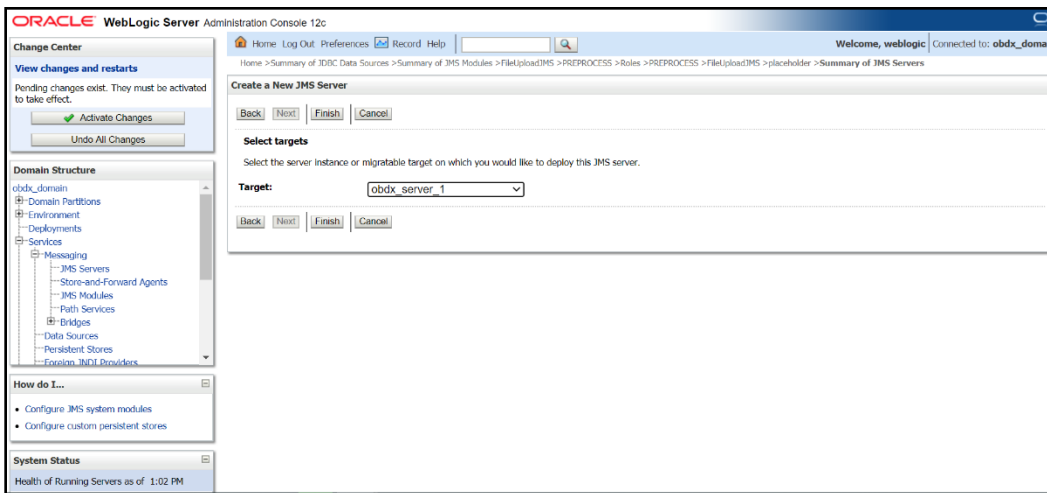 ORACLE WebLogic Server Administration Console 12c
Change Center
View changes and restarts
Pending changes exist. They must be activated
to take effect.
Activate Changes
Undo All Changes
Domain Structure
obdx_domain
Domain Partitions
Environment
Deployments
Services
Messaging
JMS Servers
Store-and-Forward Agents
JMS Modules
Path Services
Bridges
Data Sources
Persistent Stores
Foreign JNDI Providers
How do I...
Configure JMS system modules
Configure custom persistent stores
System Status
Health of Running Servers as of 1:02 PM
Home Log Out Preferences Record Help
Welcome, weblogic Connected to: obdx_doma
Home >Summary of JDBC Data Sources >Summary of JMS Modules >FileUploadJMS >PREPROCESS >Roles >PREPROCESS >FileUploadJMS >placeholder >Summary of JMS Servers
Create a New JMS Server
Back Next Finish Cancel
Select targets
Select the server instance or migratable target on which you would like to deploy this JMS server.
Target: obdx_server_1
Back Next Finish Cancel